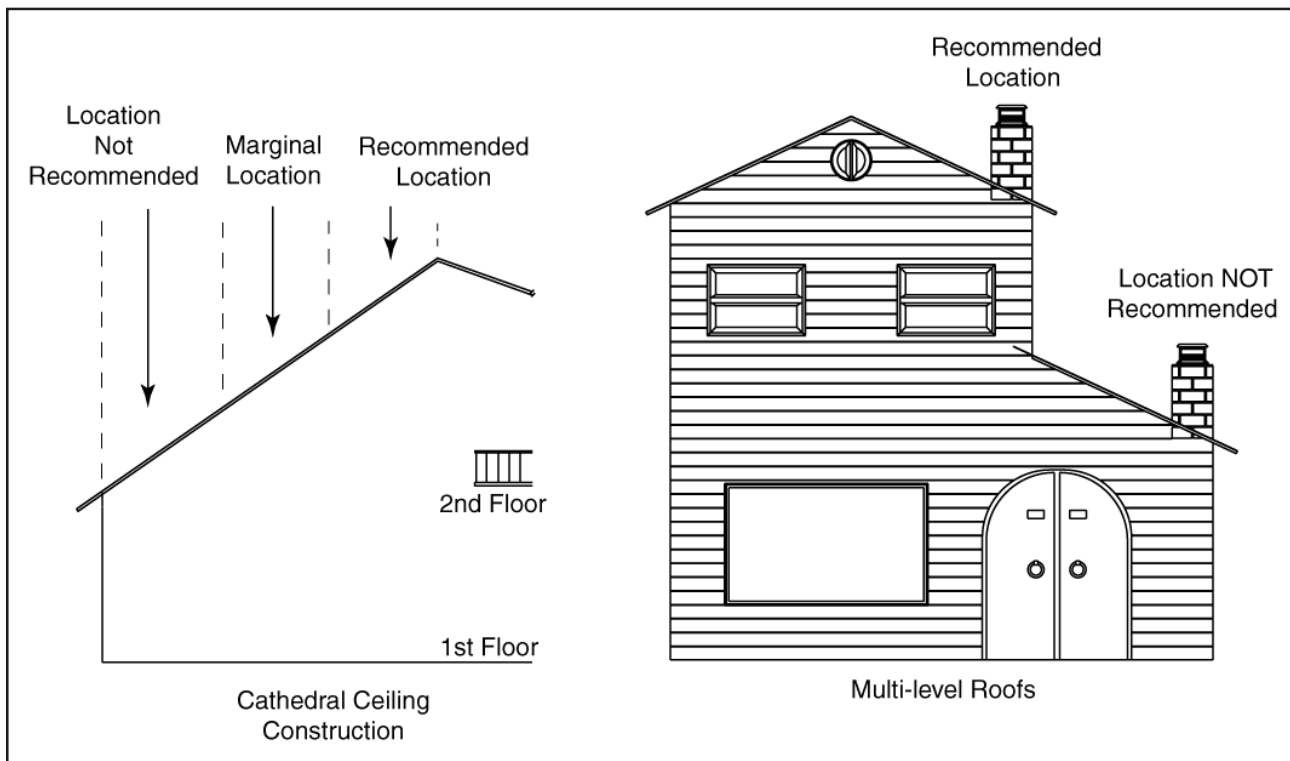 Location
Not
Recommended
Marginal
Location
Recommended
Location
2nd Floor
1st Floor
Cathedral Ceiling
Construction
Recommended
Location
Location NOT
Recommended
Multi-level Roofs